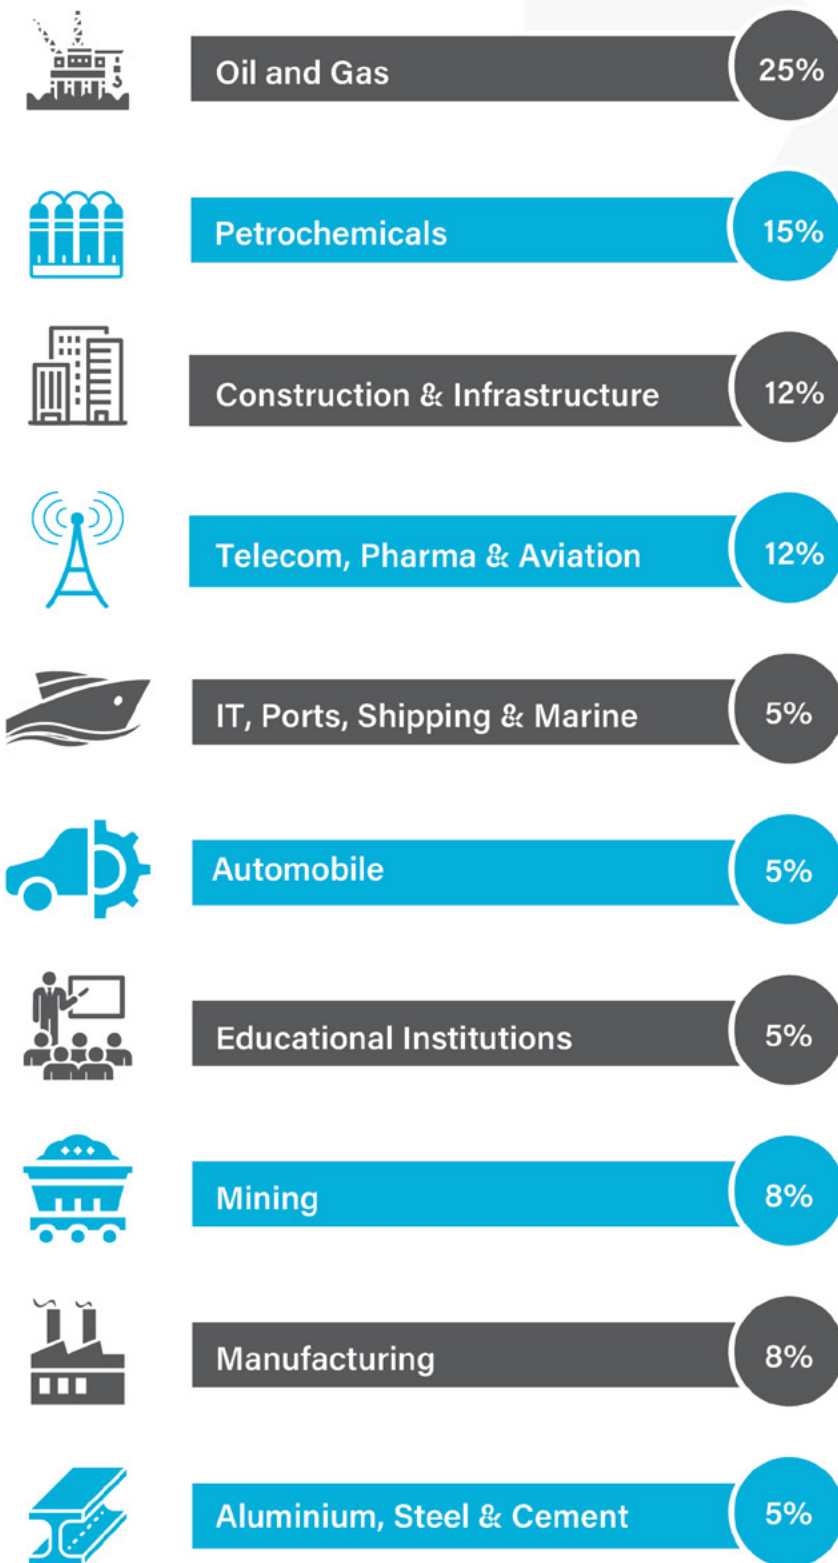 Oil and Gas 25%
Petrochemicals 15%
Construction & Infrastructure 12%
Telecom, Pharma & Aviation 12%
IT, Ports, Shipping & Marine 5%
Automobile 5%
Educational Institutions 5%
Mining 8%
Manufacturing 8%
Aluminium, Steel & Cement 5%